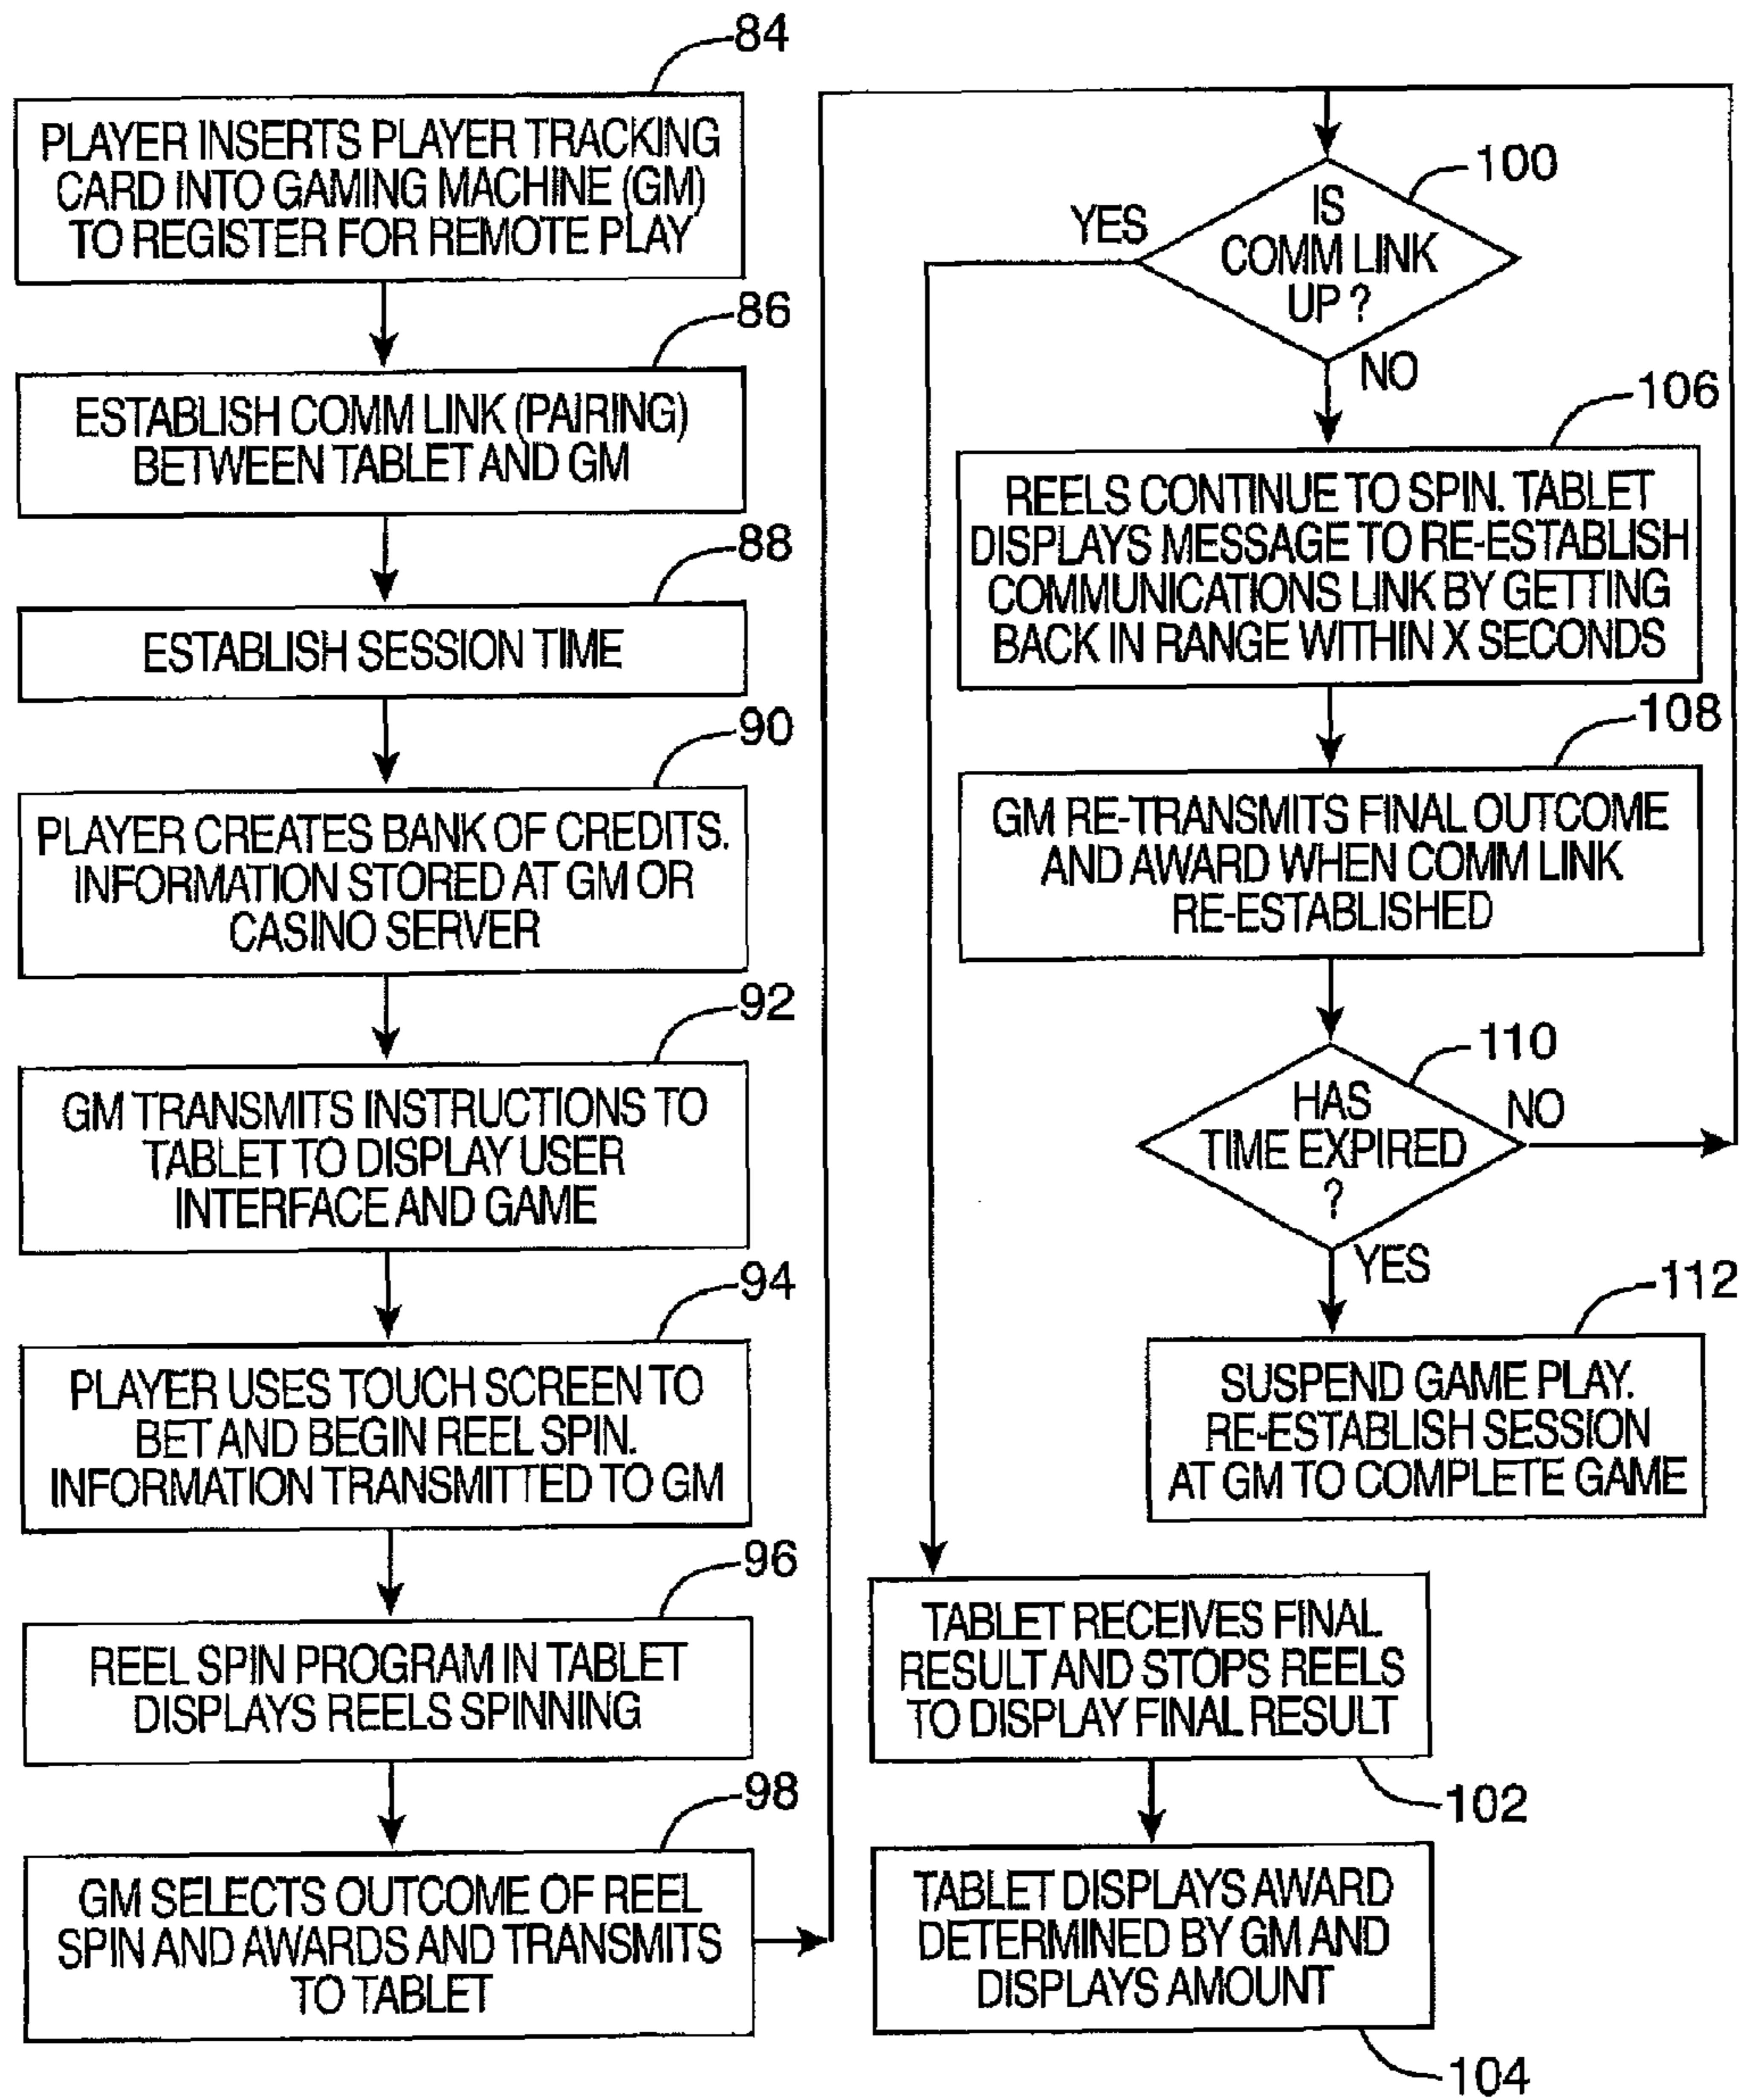 84
PLAYER INSERTS PLAYER TRACKING
CARD INTO GAMING MACHINE (GM)
TO REGISTER FOR REMOTE PLAY
86
ESTABLISH COMM LINK (PAIRING)
BETWEEN TABLET AND GM
88
ESTABLISH SESSION TIME
90
PLAYER CREATES BANK OF CREDITS.
INFORMATION STORED AT GM OR
CASINO SERVER
92
GM TRANSMITS INSTRUCTIONS TO
TABLET TO DISPLAY USER
INTERFACE AND GAME
94
PLAYER USES TOUCH SCREEN TO
BET AND BEGIN REEL SPIN.
INFORMATION TRANSMITTED TO GM
96
REEL SPIN PROGRAM IN TABLET
DISPLAYS REELS SPINNING
98
GM SELECTS OUTCOME OF REEL
SPIN AND AWARDS AND TRANSMITS
TO TABLET
100
IS
COMM LINK
UP ?
YES
NO
106
REELS CONTINUE TO SPIN. TABLET
DISPLAYS MESSAGE TO RE-ESTABLISH
COMMUNICATIONS LINK BY GETTING
BACK IN RANGE WITHIN X SECONDS
108
GM RE-TRANSMITS FINAL OUTCOME
AND AWARD WHEN COMM LINK
RE-ESTABLISHED
110
HAS
TIME EXPIRED
?
NO
YES
112
SUSPEND GAME PLAY.
RE-ESTABLISH SESSION
AT GM TO COMPLETE GAME
TABLET RECEIVES FINAL
RESULT AND STOPS REELS
TO DISPLAY FINAL RESULT
102
TABLET DISPLAYS AWARD
DETERMINED BY GM AND
DISPLAYS AMOUNT
104